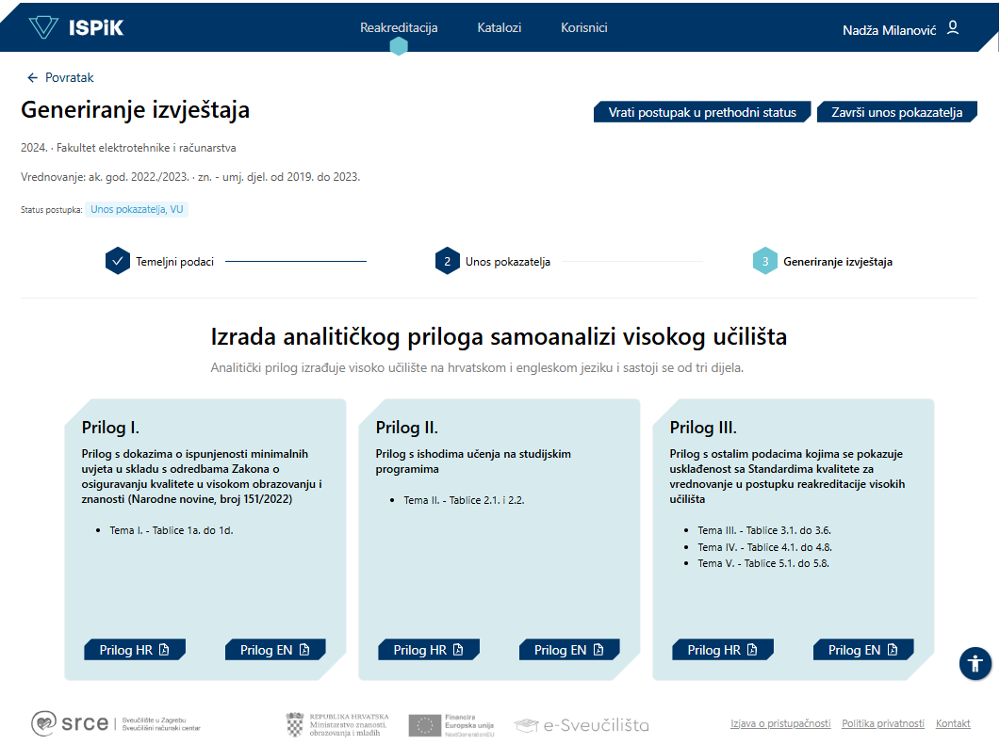 ISPiK
Reakreditacija
Katalozi
Korisnici
Nadža Milanović
Povratak
Generiranje izvještaja
Vrati postupak u prethodni status
Završi unos pokazatelja
2024. · Fakultet elektrotehnike i računarstva
Vrednovanje: ak. god. 2022./2023. · zn. - umj. djel. od 2019. do 2023.
Status postupka: Unos pokazatelja, VU
Temeljni podaci
2 Unos pokazatelja
3 Generiranje izvještaja
Izrada analitičkog priloga samoanalizi visokog učilišta
Analitički prilog izrađuje visoko učilište na hrvatskom i engleskom jeziku i sastoji se od tri dijela.
Prilog I.
Prilog s dokazima o ispunjenosti minimalnih
uvjeta u skladu s odredbama Zakona o
osiguravanju kvalitete u visokom obrazovanju i
znanosti (Narodne novine, broj 151/2022)
• Tema I. - Tablice 1a. do 1d.
Prilog HR
Prilog EN
Prilog II.
Prilog s ishodima učenja na studijskim
programima
• Tema II. - Tablice 2.1. i 2.2.
Prilog HR
Prilog EN
Prilog III.
Prilog s ostalim podacima kojima se pokazuje
usklađenost sa Standardima kvalitete za
vrednovanje u postupku reakreditacije visokih
učilišta
• Tema III. - Tablice 3.1. do 3.6.
• Tema IV. - Tablice 4.1. do 4.8.
• Tema V. - Tablice 5.1. do 5.8.
Prilog HR
Prilog EN
srce
Sveučilište u Zagrebu
Sveučilišni računski centar
REPUBLIKA HRVATSKA
Ministarstvo znanosti,
obrazovanja i mladih
Financira
Europska unija
NextGenerationEU
e-Sveučilišta
Izjava o pristupačnosti
Politika privatnosti
Kontakt